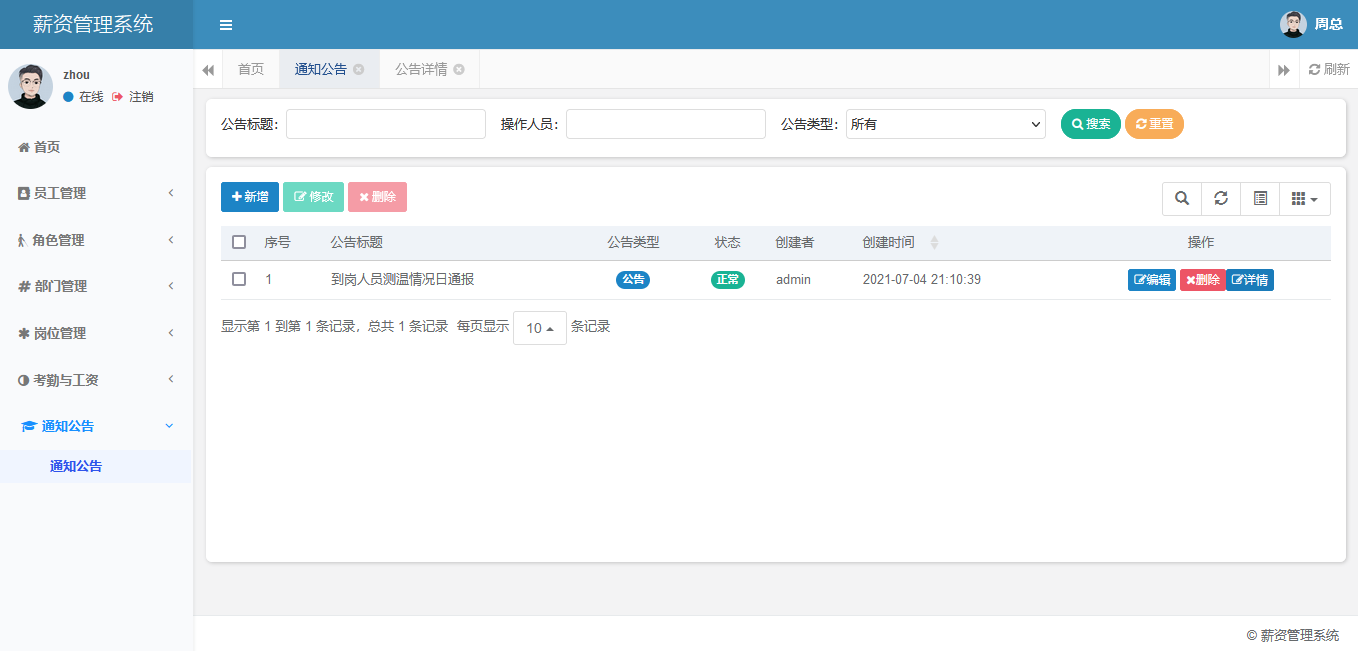 薪资管理系统
周总
zhou
在线 注销
首页
员工管理
角色管理
部门管理
岗位管理
考勤与工资
通知公告
通知公告
首页 通知公告 公告详情 刷新
公告标题： 操作人员： 公告类型： 所有 搜索 重置
新增 修改 删除
序号 公告标题 公告类型 状态 创建者 创建时间 操作
1 到岗人员测温情况日通报 公告 正常 admin 2021-07-04 21:10:39 编辑 删除 详情
显示第 1 到第 1 条记录，总共 1 条记录 每页显示 10 条记录
© 薪资管理系统